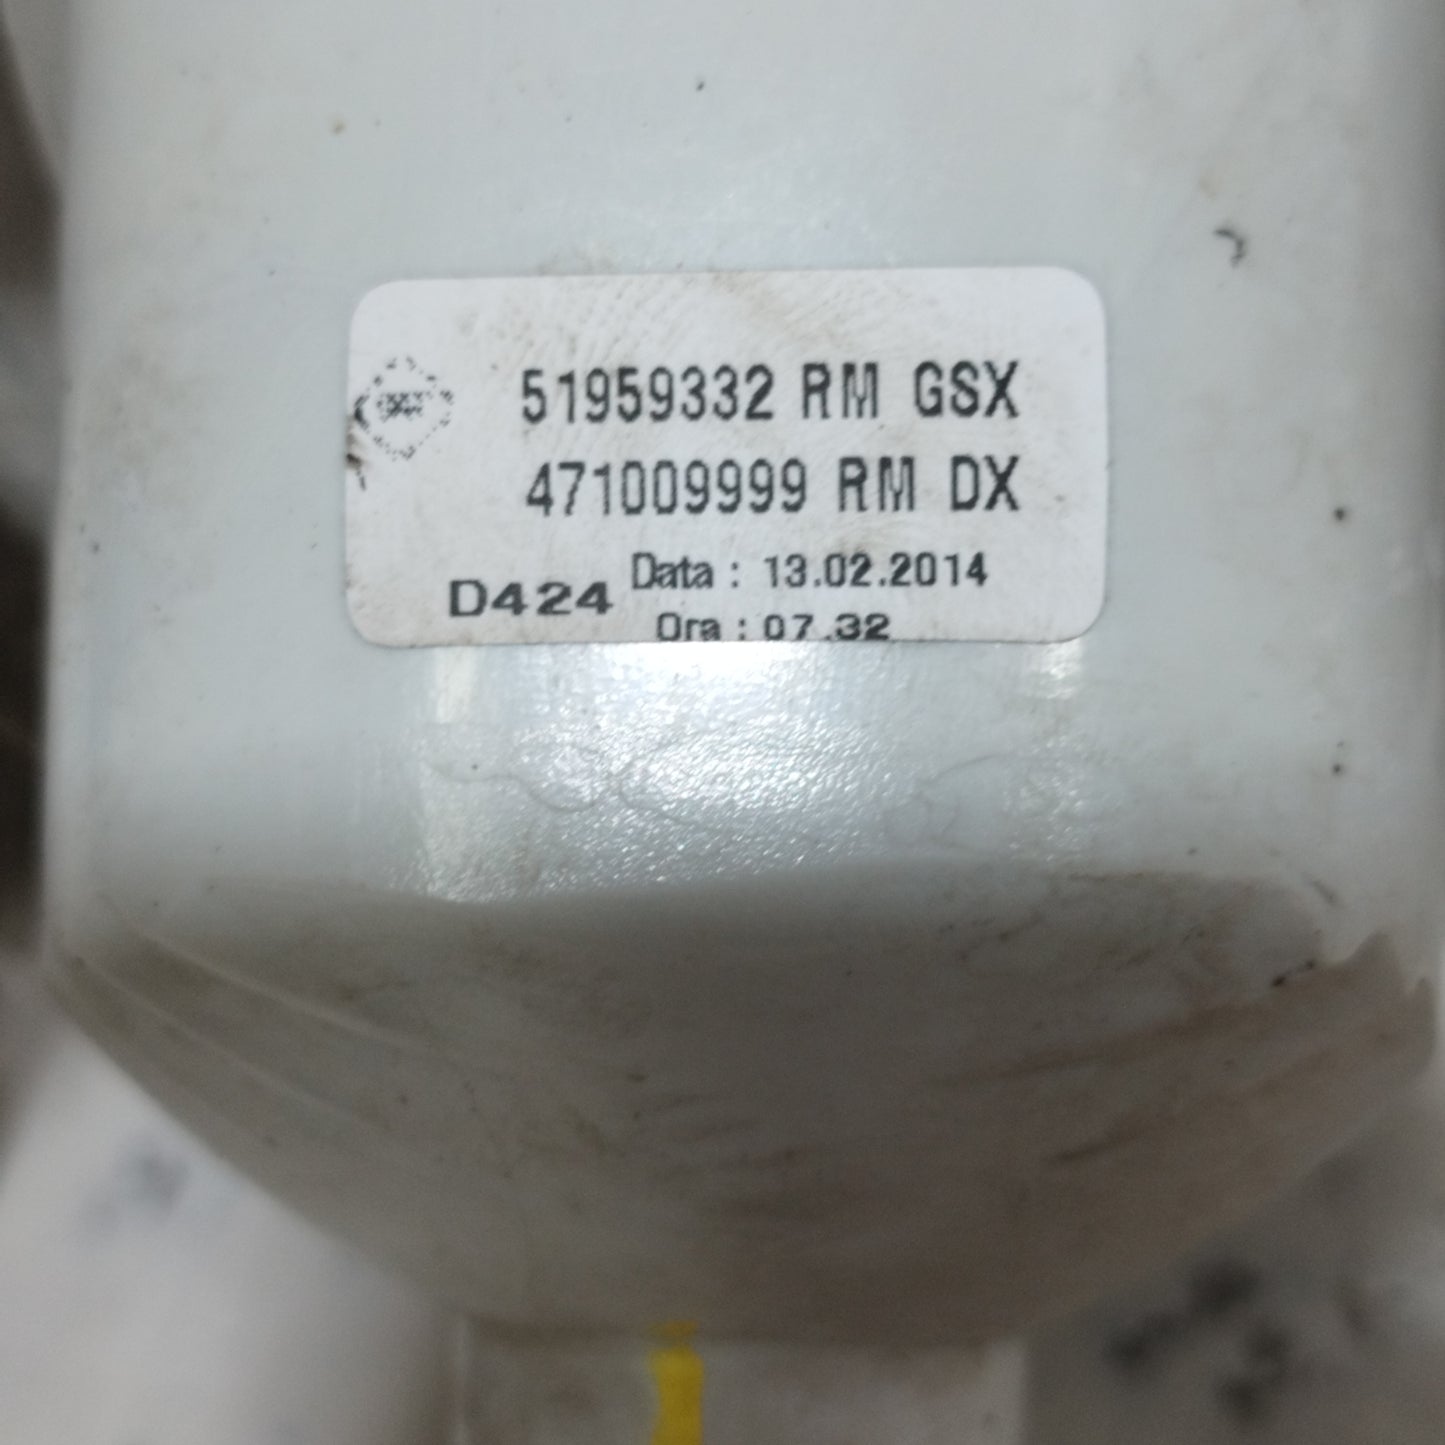 51959332 RM GSX
471009999 RM DX
D424 Data : 13.02.2014
Ora : 07.32